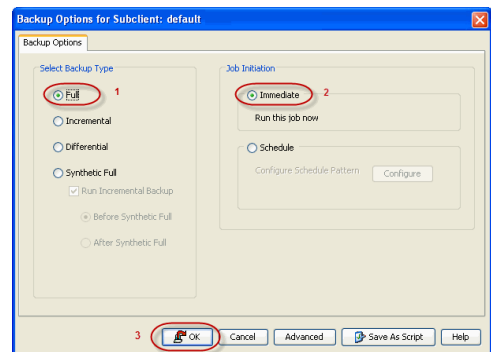 Backup Options for Subclient: default
Backup Options
Select Backup Type
Full
1
Incremental
Differential
Synthetic Full
Run Incremental Backup
Before Synthetic Full
After Synthetic Full
Job Initiation
Immediate
2
Run this job now
Schedule
Configure Schedule Pattern
Configure
3
OK
Cancel
Advanced
Save As Script
Help